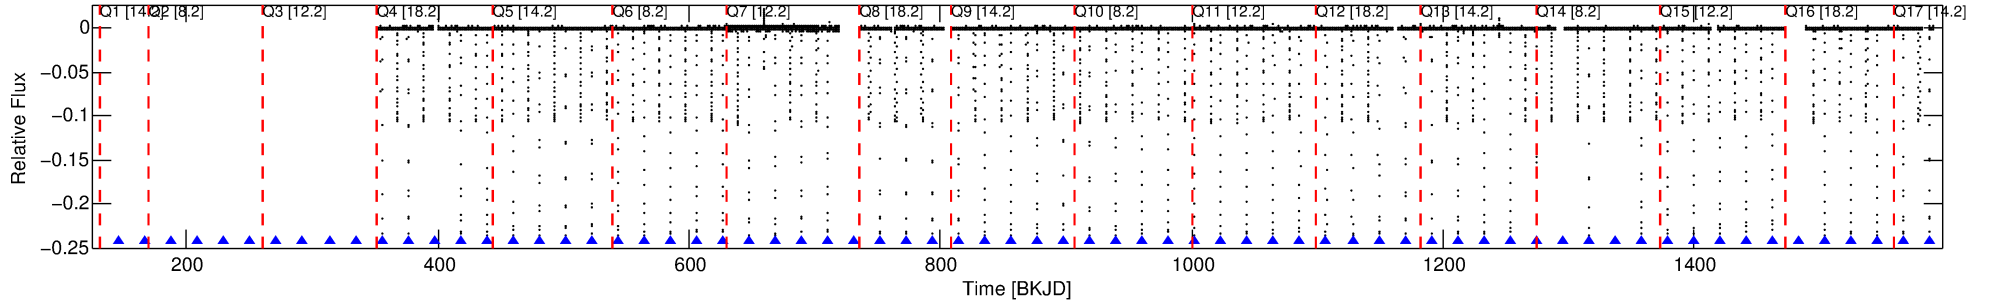 Q1 [14.2] Q2 [8.2] Q3 [12.2] Q4 [18.2] Q5 [14.2] Q6 [8.2] Q7 [12.2] Q8 [18.2] Q9 [14.2] Q10 [8.2] Q11 [12.2] Q12 [18.2] Q13 [14.2] Q14 [8.2] Q15 [12.2] Q16 [18.2] Q17 [14.2]
0
−0.05
−0.1
−0.15
−0.2
−0.25
Relative Flux
200 400 600 800 1000 1200 1400
Time [BKJD]